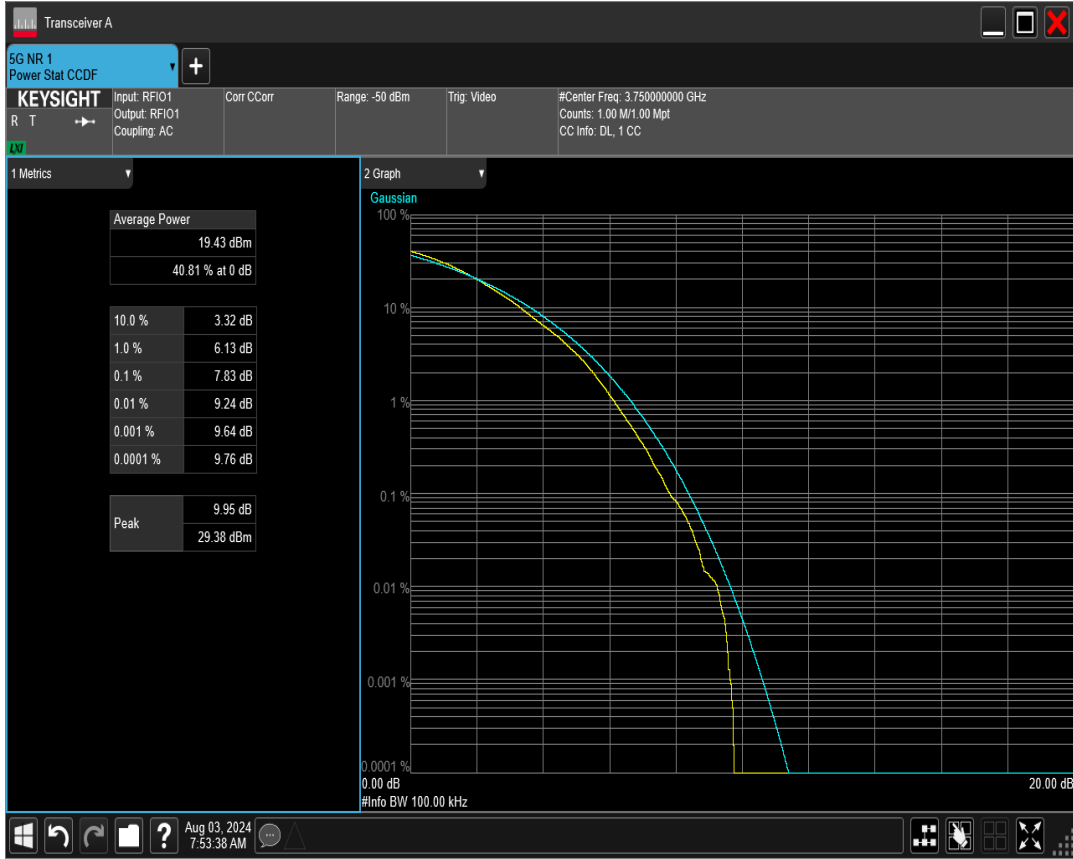 Transceiver A
5G NR 1
Power Stat CCDF
KEYSIGHT
R T
LXI
Input: RFIO1
Output: RFIO1
Coupling: AC
Corr CCorr
Range: -50 dBm
Trig: Video
#Center Freq: 3.750000000 GHz
Counts: 1.00 M/1.00 Mpt
CC Info: DL, 1 CC
1 Metrics
Average Power
19.43 dBm
40.81 % at 0 dB
10.0 % 3.32 dB
1.0 % 6.13 dB
0.1 % 7.83 dB
0.01 % 9.24 dB
0.001 % 9.64 dB
0.0001 % 9.76 dB
Peak
9.95 dB
29.38 dBm
2 Graph
Gaussian
100 %
10 %
1 %
0.1 %
0.01 %
0.001 %
0.0001 %
0.00 dB 20.00 dB
#Info BW 100.00 kHz
?
Aug 03, 2024
7:53:38 AM